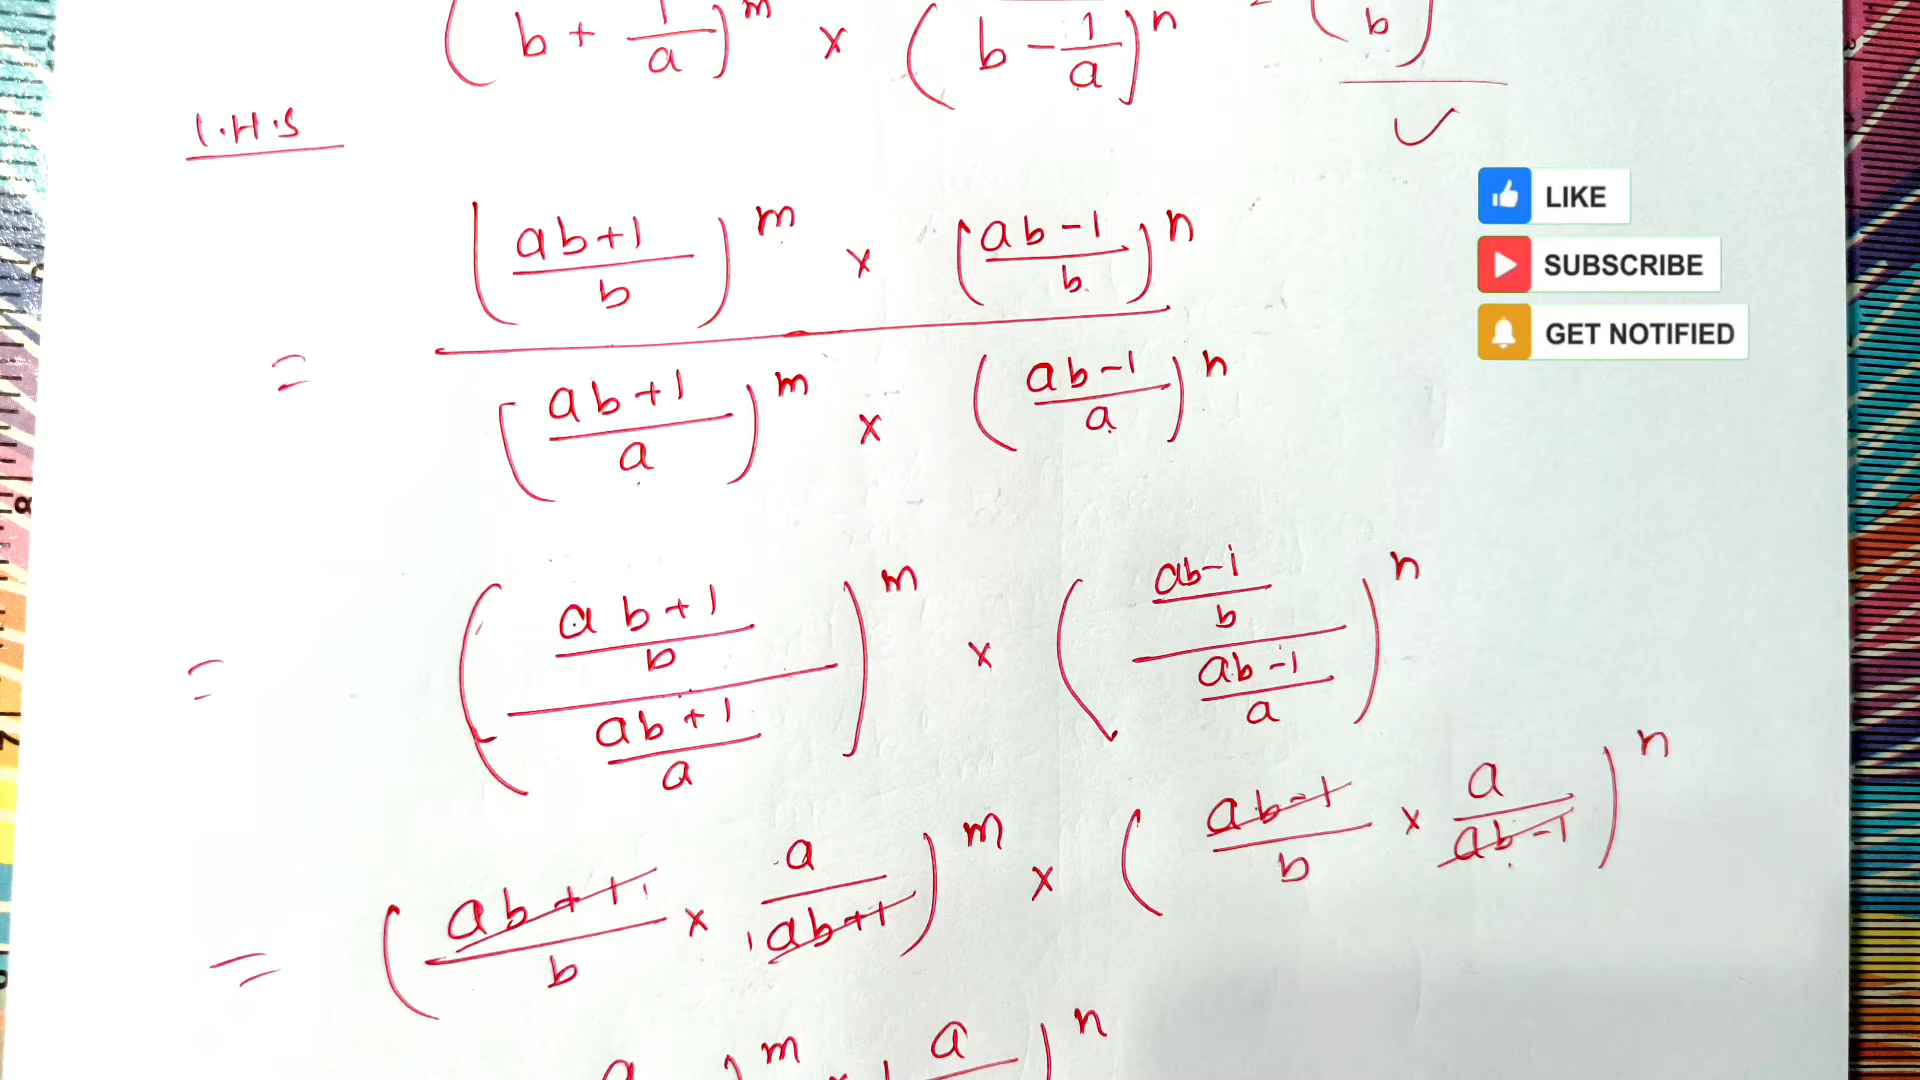 (b + 1/a)^m × (b - 1/a)^n = (b)
L.H.S
((ab+1)/b)^m × ((ab-1)/b)^n
=
((ab+1)/a)^m × ((ab-1)/a)^n
= (((ab+1)/b)/((ab+1)/a))^m × (((ab-1)/b)/((ab-1)/a))^n
= ((ab+1)/b × a/(ab+1))^m × ((ab-1)/b × a/(ab-1))^n
a)^m × (a)^n
LIKE
SUBSCRIBE
GET NOTIFIED